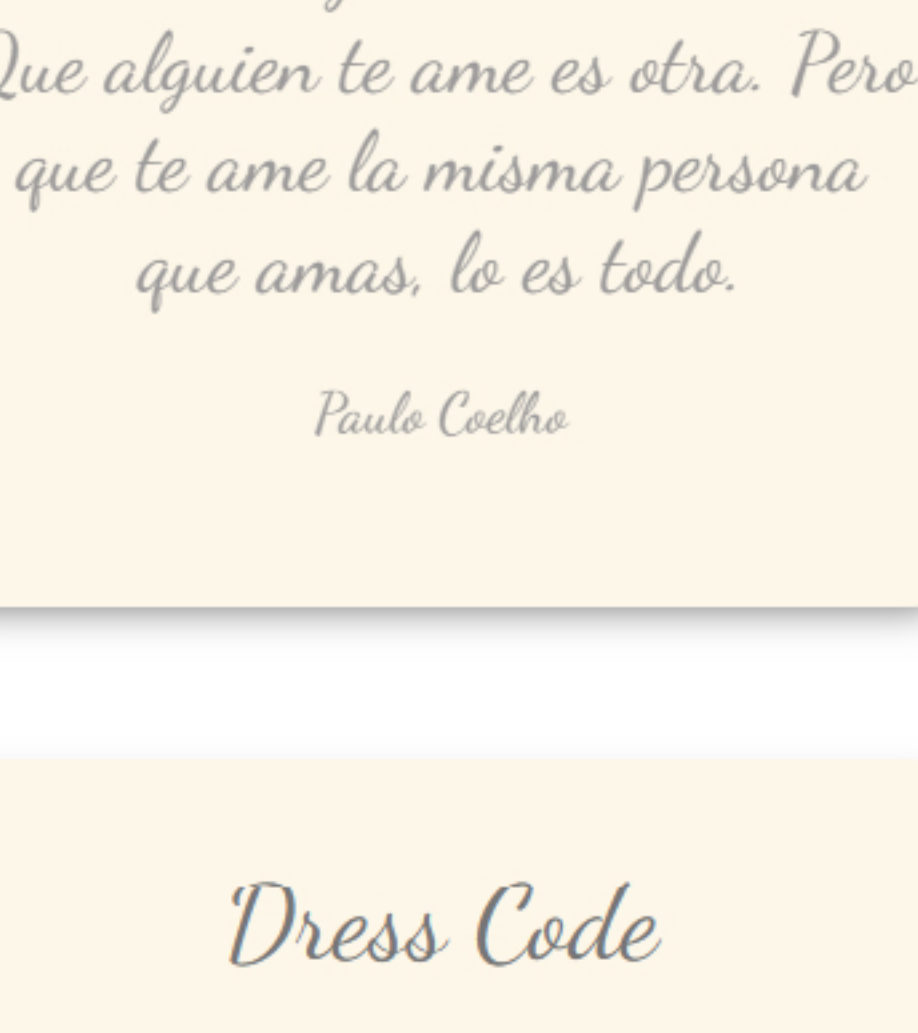 Que alguien te ame es otra. Pero
que te ame la misma persona
que amas, lo es todo.
Paulo Coelho
Dress Code